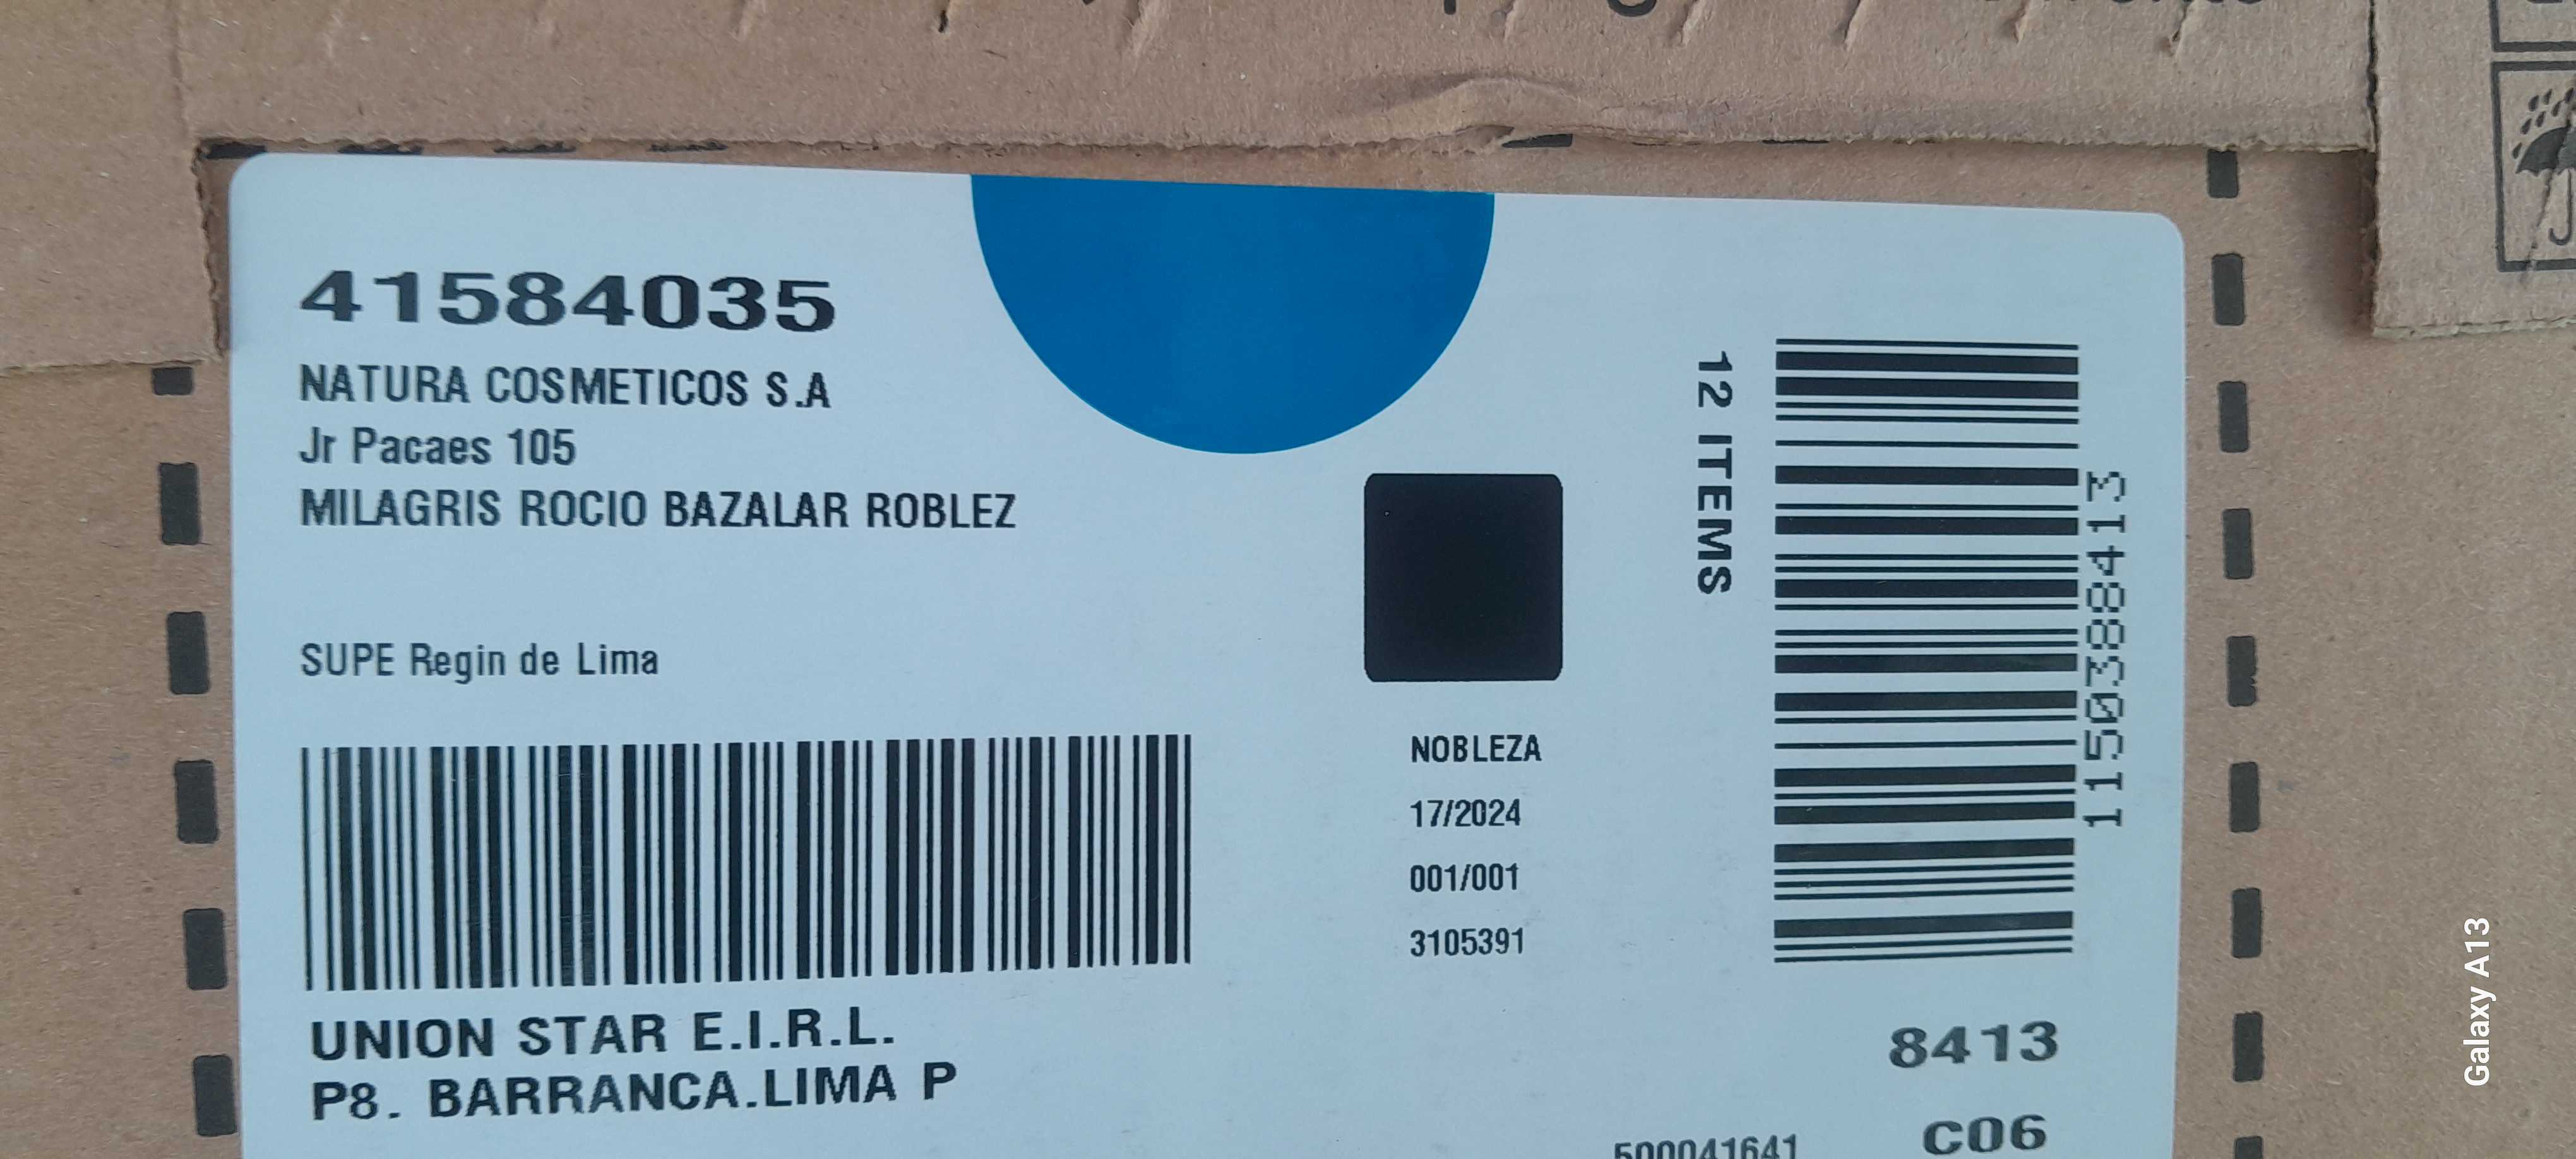 41584035
NATURA COSMETICOS S.A
Jr Pacaes 105
MILAGRIS ROCIO BAZALAR ROBLEZ
SUPE Regin de Lima
UNION STAR E.I.R.L.
P8. BARRANCA.LIMA P
NOBLEZA
17/2024
001/001
3105391
12 ITEMS
1150388413
8413
C06
500041641
Galaxy A13